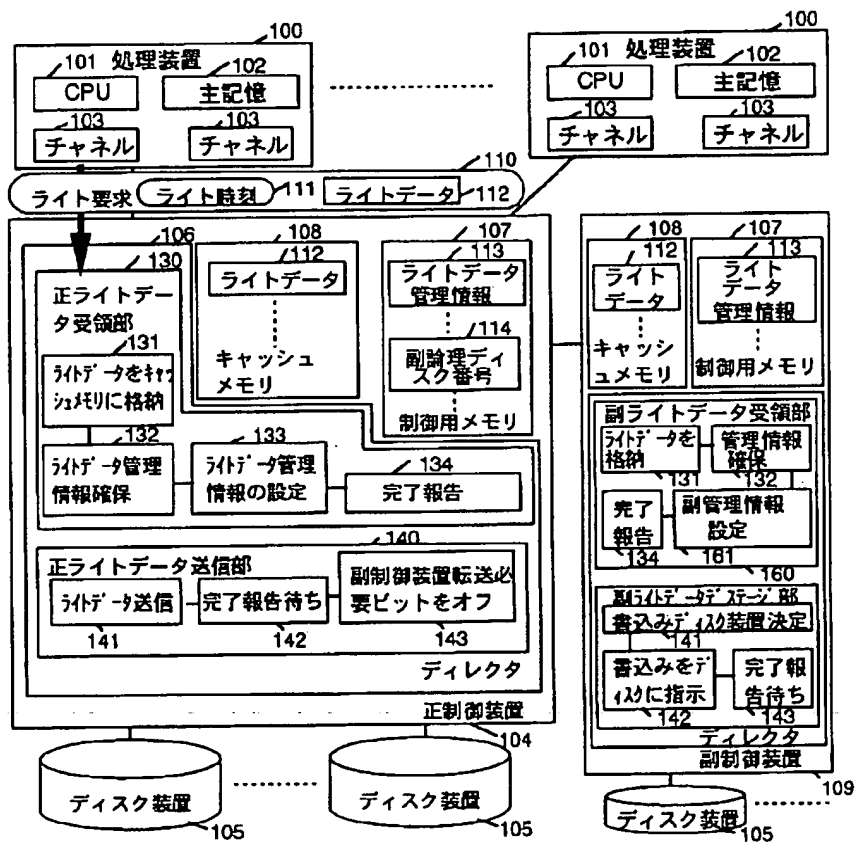 100
101 処理装置
102
CPU
主記憶
103
103
チャネル
チャネル
100
101 処理装置
102
CPU
主記憶
103
103
チャネル
チャネル
110
ライト要求
ライト時刻
111
ライトデータ
112
106
130
正ライトデー
タ受領部
131
ライトデータをキャッ
シュメモリに格納
132
ライトデータ管理
情報確保
133
ライトデータ管理
情報の設定
134
完了報告
108
112
ライトデータ
キャッシュ
メモリ
107
113
ライトデータ
管理情報
114
副論理ディ
スク番号
制御用メモリ
140
正ライトデータ送信部
ライトデータ送信
141
完了報告待ち
142
副制御装置転送必
要ビットをオフ
143
ディレクタ
正制御装置
104
ディスク装置
105
ディスク装置
105
108
112
ライト
データ
キャッシ
ュメモリ
107
113
ライト
データ
管理情報
制御用メモリ
副ライトデータ受領部
ライトデータを
格納
131
管理情報
確保
132
完了
報告
134
副管理情報
設定
161
160
副ライトデータデステージ部
書込みディスク装置決定
141
書込みをデ
ィスクに指示
142
完了報
告待ち
143
ディレクタ
副制御装置
109
ディスク装置
105